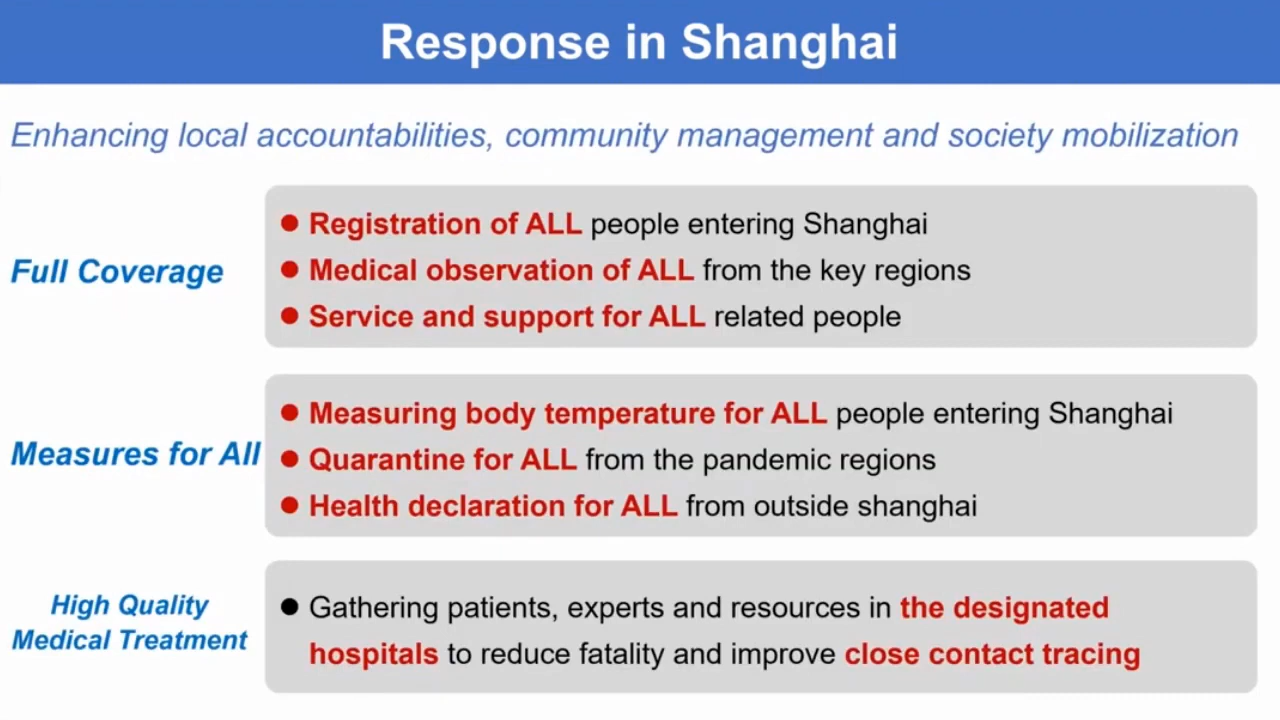 Response in Shanghai
Enhancing local accountabilities, community management and society mobilization
Full Coverage
● Registration of ALL people entering Shanghai
● Medical observation of ALL from the key regions
● Service and support for ALL related people
Measures for All
● Measuring body temperature for ALL people entering Shanghai
● Quarantine for ALL from the pandemic regions
● Health declaration for ALL from outside shanghai
High Quality
Medical Treatment
● Gathering patients, experts and resources in the designated
hospitals to reduce fatality and improve close contact tracing